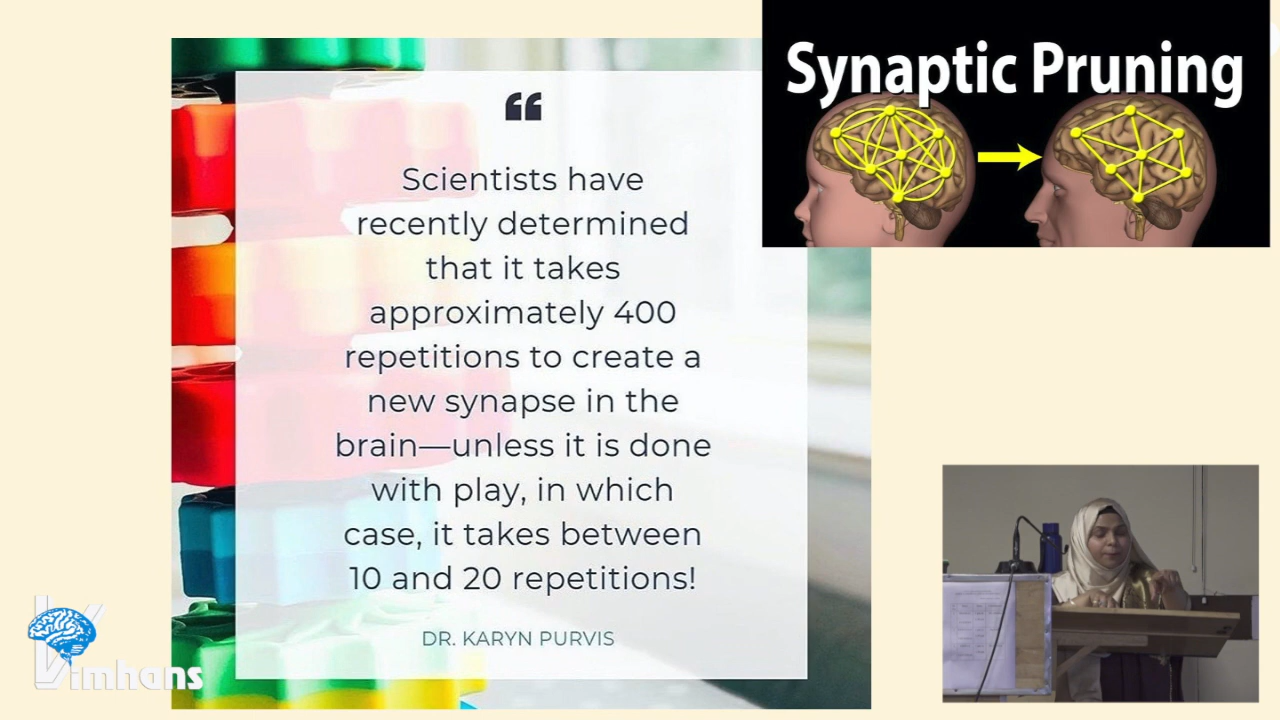 Synaptic Pruning
❝
Scientists have
recently determined
that it takes
approximately 400
repetitions to create a
new synapse in the
brain—unless it is done
with play, in which
case, it takes between
10 and 20 repetitions!
DR. KARYN PURVIS
Vimhans